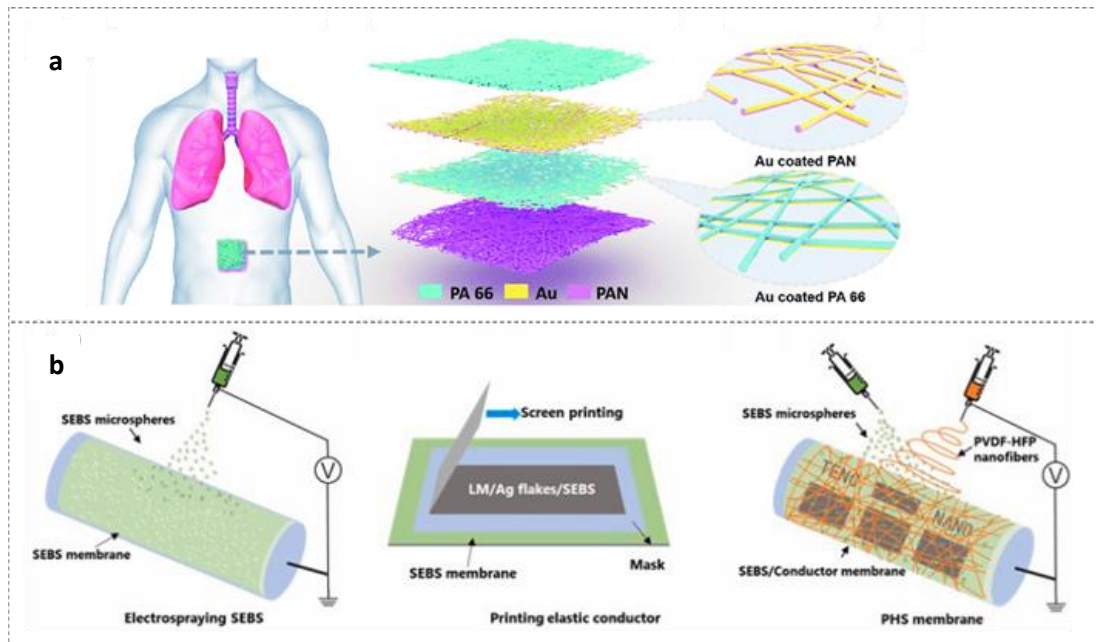 a
Au coated PAN
PA 66 Au PAN
Au coated PA 66
b
SEBS microspheres
SEBS membrane
V
Electrospraying SEBS
Screen printing
LM/Ag flakes/SEBS
SEBS membrane
Mask
Printing elastic conductor
SEBS microspheres
PVDF-HFP
nanofibers
V
TENG
NANO
SEBS/Conductor membrane
PHS membrane